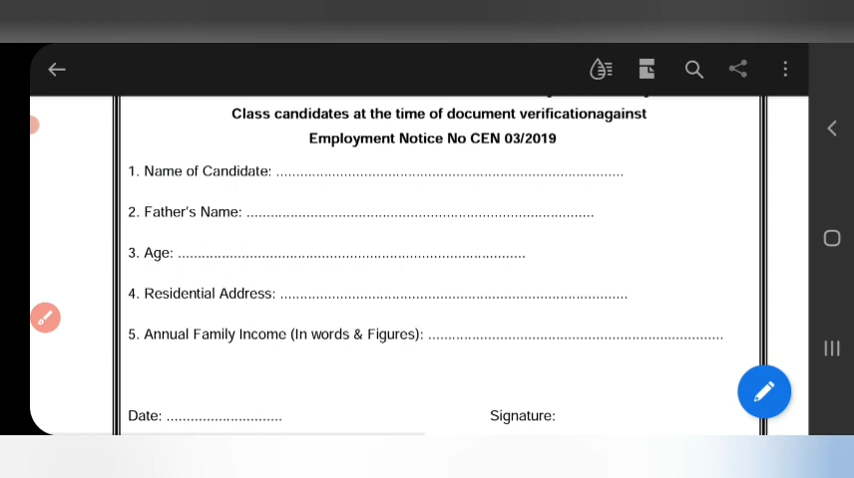 Class candidates at the time of document verificationagainst
Employment Notice No CEN 03/2019
1. Name of Candidate: .......................................................................................
2. Father's Name: .......................................................................................
3. Age: .......................................................................................
4. Residential Address: .......................................................................................
5. Annual Family Income (In words & Figures): ..........................................................................
Date: .............................
Signature: